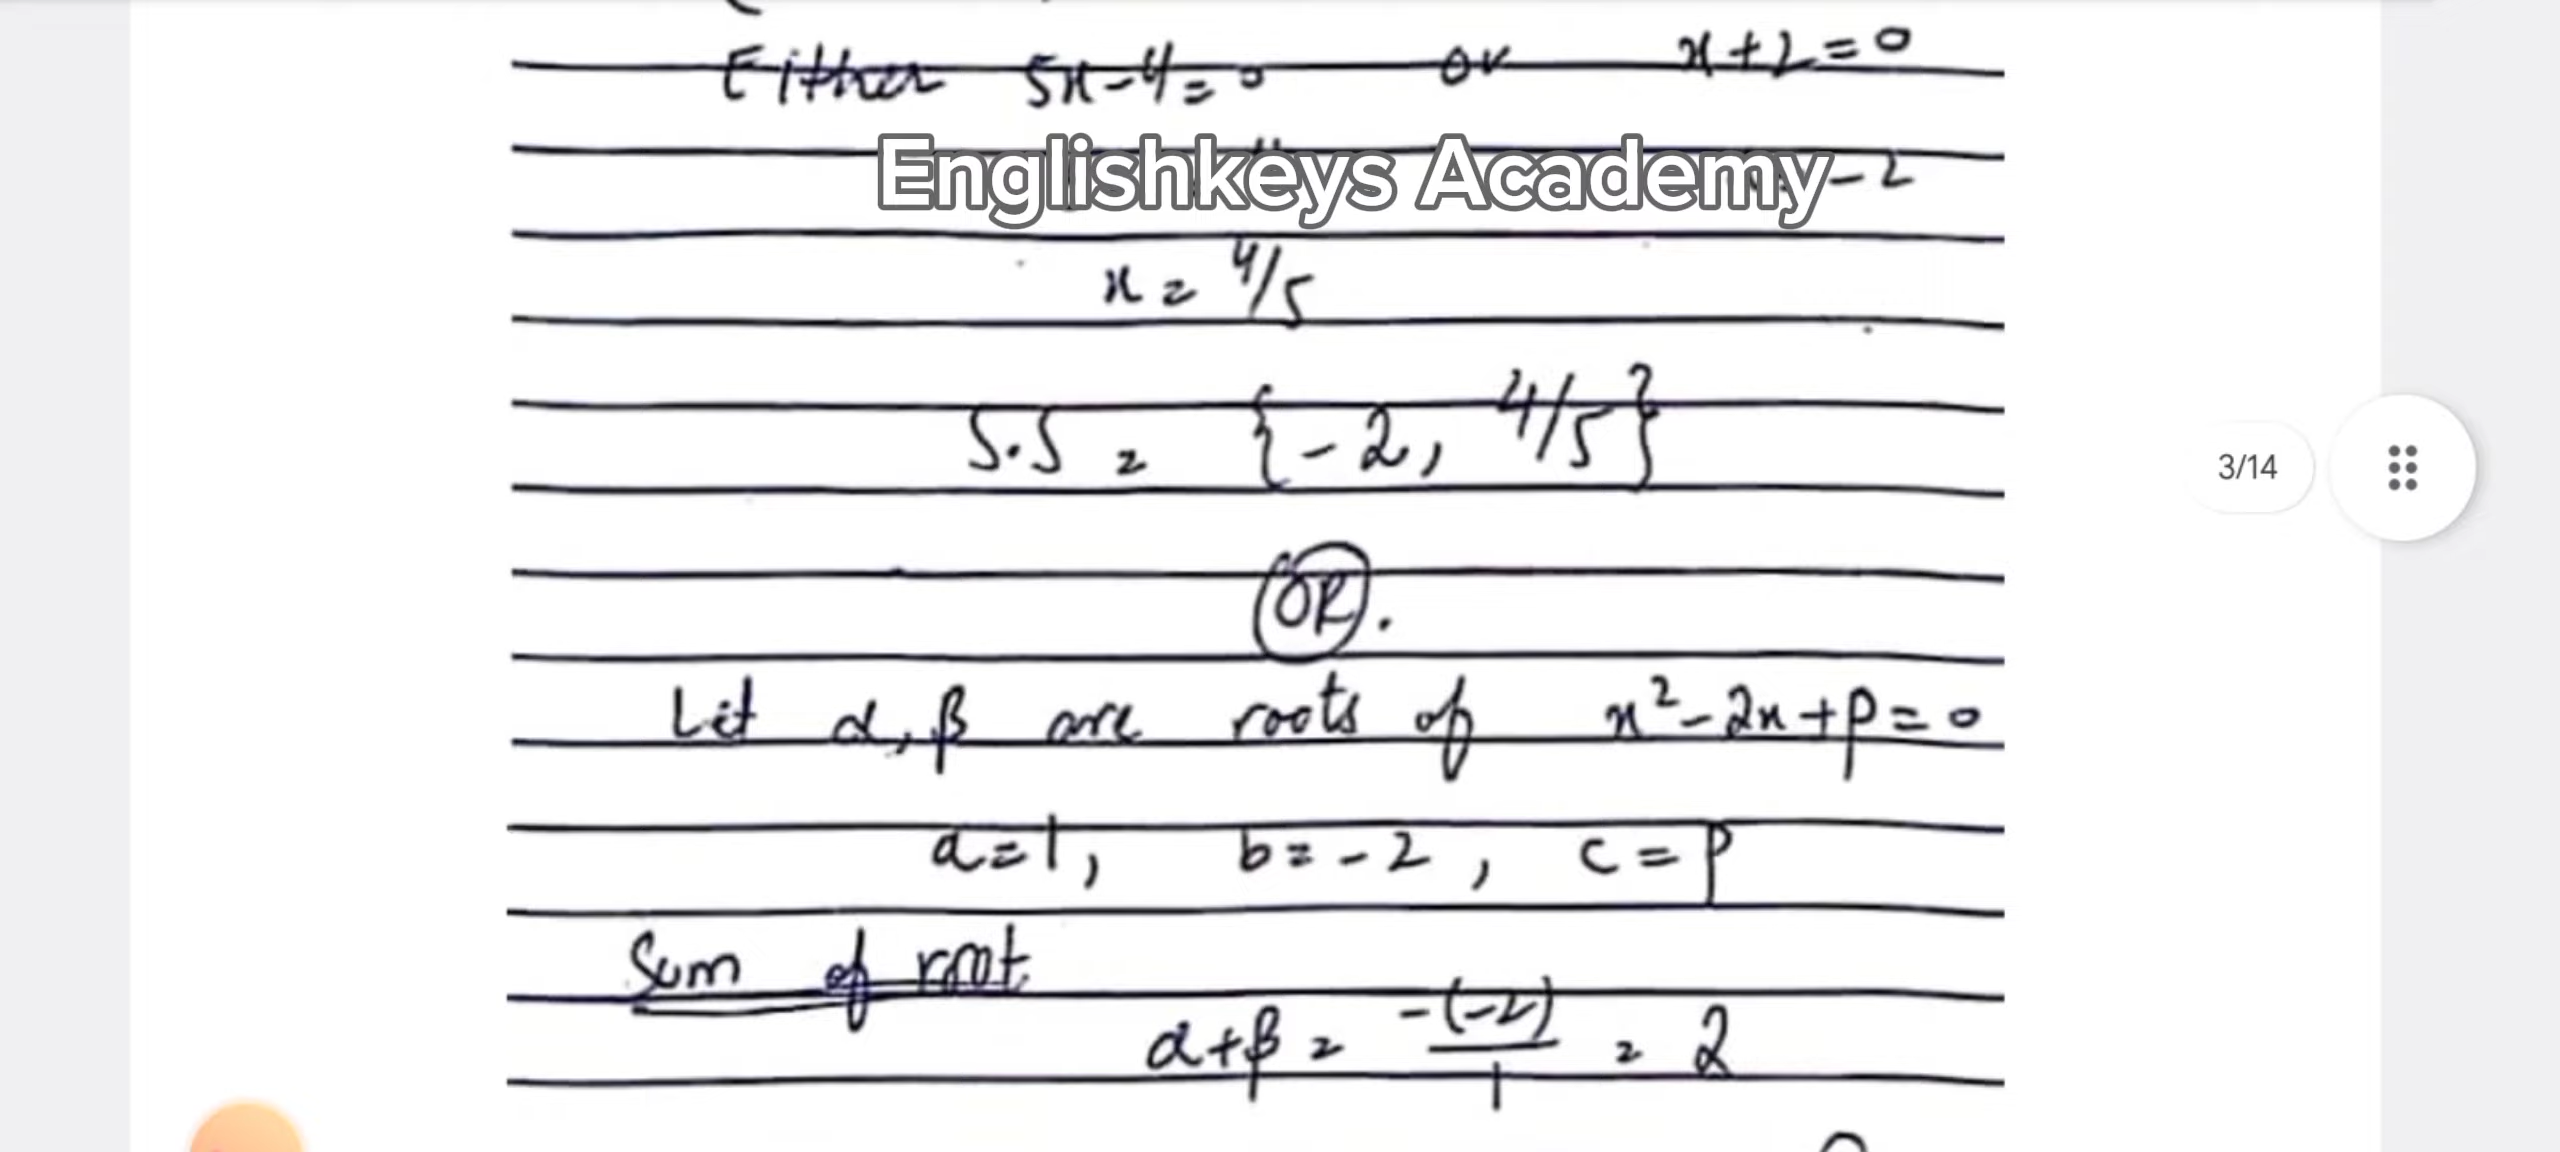 Either 5x-4=0 or x+2=0
Englishkeys Academy
-2
x = 4/5
S.S = {-2, 4/5}
OR.
3/14
Let α, β are roots of x²-2x+p=0
a=1, b=-2, c=p
Sum of root
α+β = -(-2)/1 = 2